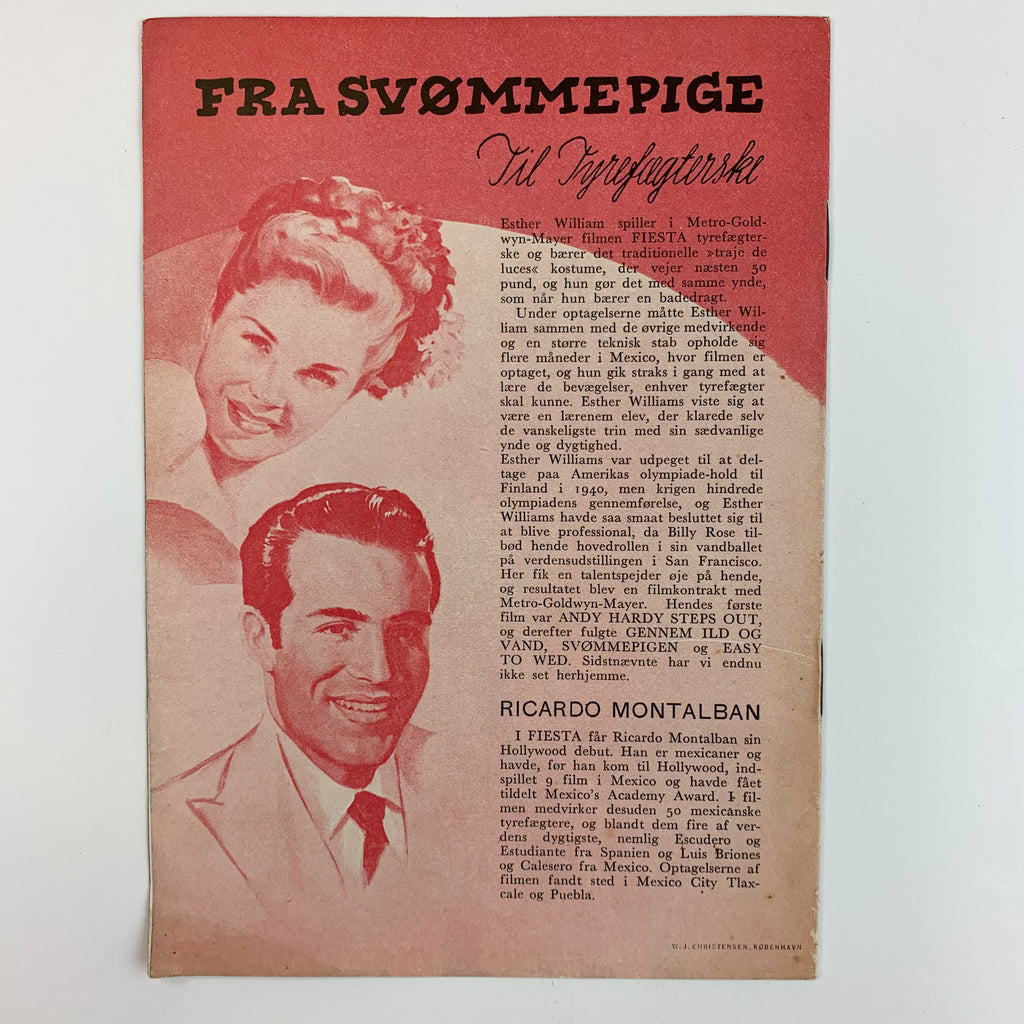 FRA SVØMMEPIGE
Til Tyrefægterske
Esther William spiller i Metro-Gold-
wyn-Mayer filmen FIESTA tyrefægter-
ske og bærer det traditionelle »traje de
luces« kostume, der vejer næsten 50
pund, og hun gør det med samme ynde,
som når hun bærer en badedragt.
Under optagelserne måtte Esther Wil-
liam sammen med de øvrige medvirkende
og en større teknisk stab opholde sig
flere måneder i Mexico, hvor filmen er
optaget, og hun gik straks i gang med at
lære de bevægelser, enhver tyrefægter
skal kunne. Esther Williams viste sig at
være en lærenem elev, der klarede selv
de vanskeligste trin med sin sædvanlige
ynde og dygtighed.
Esther Williams var udpeget til at del-
tage paa Amerikas olympiade-hold til
Finland i 1940, men krigen hindrede
olympiadens gennemførelse, og Esther
Williams havde saa smaat besluttet sig til
at blive professional, da Billy Rose til-
bød hende hovedrollen i sin vandballet
på verdensudstillingen i San Francisco.
Her fik en talentspejder øje på hende,
og resultatet blev en filmkontrakt med
Metro-Goldwyn-Mayer. Hendes første
film var ANDY HARDY STEPS OUT,
og derefter fulgte GENNEM ILD OG
VAND, SVØMMEPIGEN og EASY
TO WED. Sidstnævnte har vi endnu
ikke set herhjemme.
RICARDO MONTALBAN
I FIESTA får Ricardo Montalban sin
Hollywood debut. Han er mexicaner og
havde, før han kom til Hollywood, ind-
spillet 9 film i Mexico og havde fået
tildelt Mexico's Academy Award. I fil-
men medvirker desuden 50 mexicanske
tyrefægtere, og blandt dem fire af ver-
dens dygtigste, nemlig Escudero og
Estudiante fra Spanien og Luis Briones
og Calesero fra Mexico. Optagelserne af
filmen fandt sted i Mexico City Tlax-
cale og Puebla.
W. J. CHRISTENSEN, KØBENHAVN